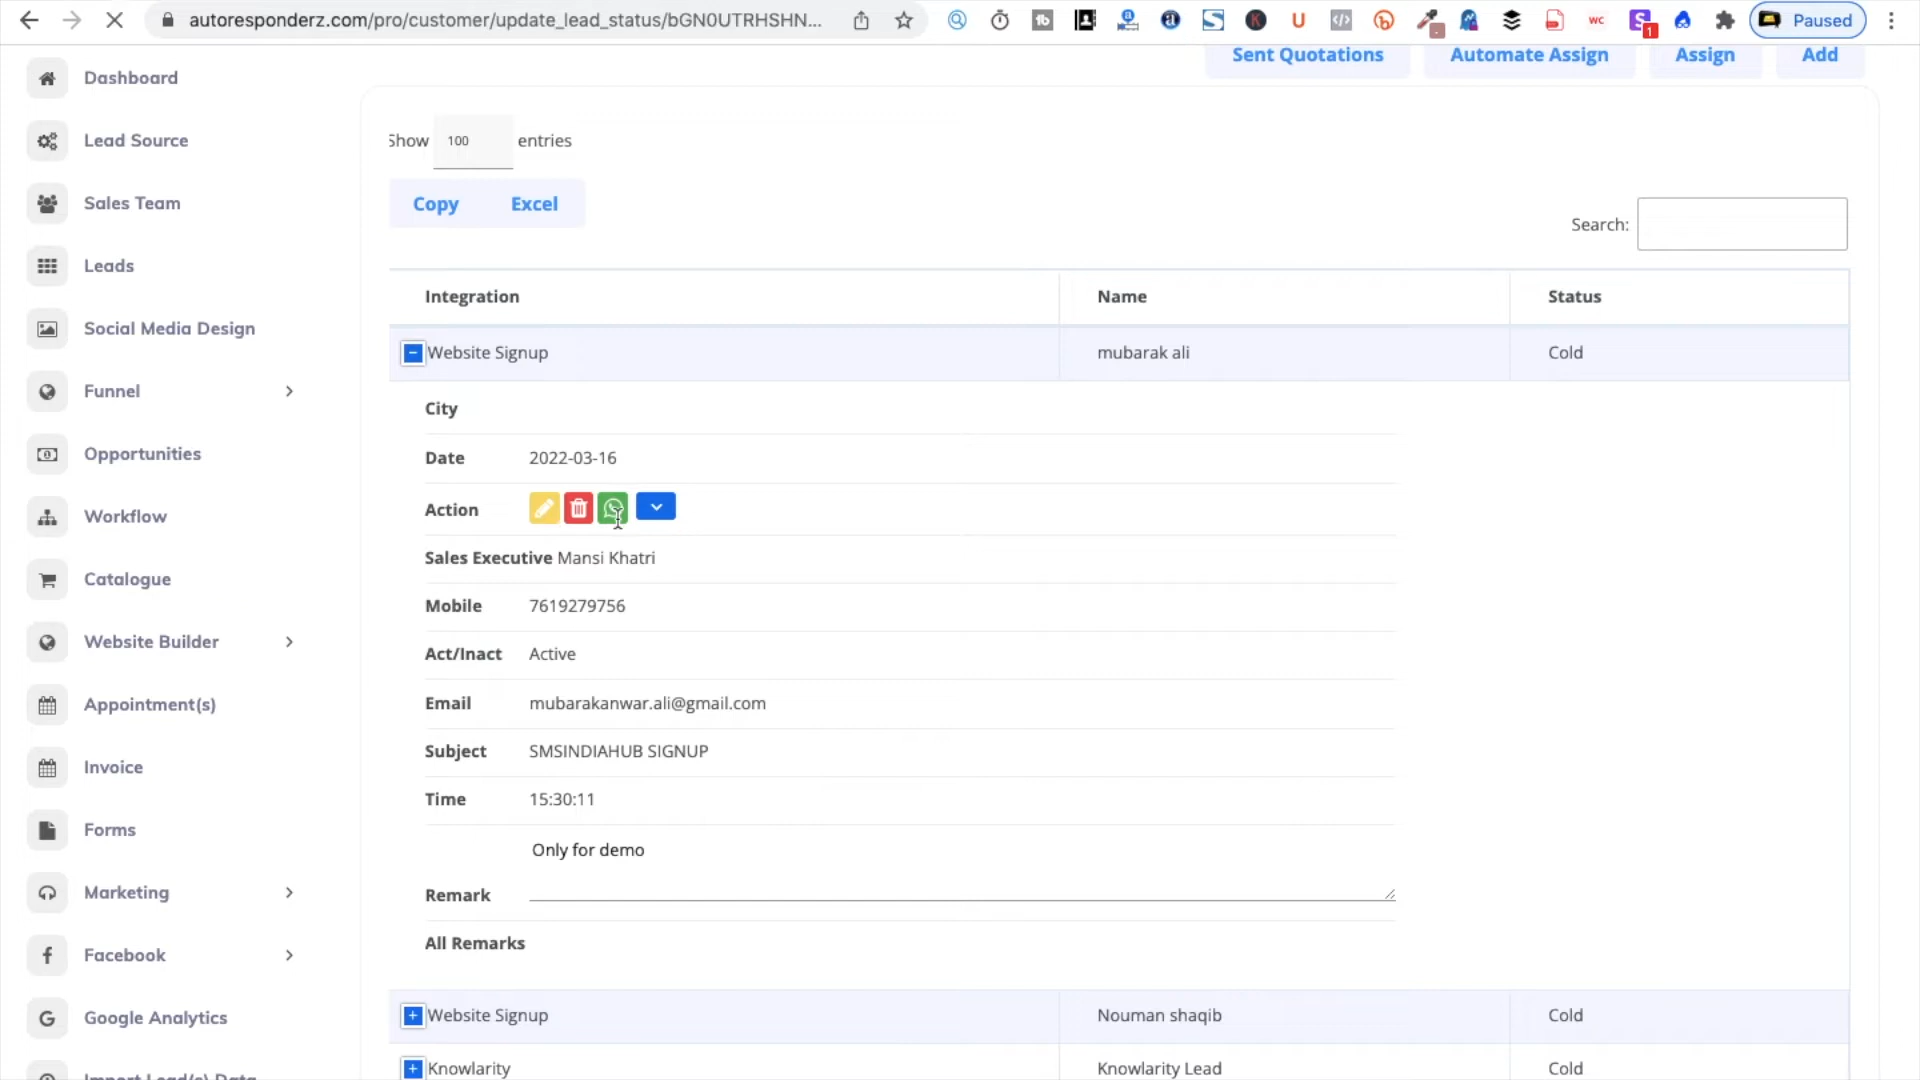 autoresponderz.com/pro/customer/update_lead_status/bGN0UTRHSHN...
Paused
Dashboard
Lead Source
Sales Team
Leads
Social Media Design
Funnel
Opportunities
Workflow
Catalogue
Website Builder
Appointment(s)
Invoice
Forms
Marketing
Facebook
Google Analytics
Import Lead(s) Data
Sent Quotations
Automate Assign
Assign
Add
Show 100 entries
Copy
Excel
Search:
Integration Name Status
Website Signup mubarak ali Cold
City
Date 2022-03-16
Action
Sales Executive Mansi Khatri
Mobile 7619279756
Act/Inact Active
Email mubarakanwar.ali@gmail.com
Subject SMSINDIAHUB SIGNUP
Time 15:30:11
Only for demo
Remark
All Remarks
Website Signup Nouman shaqib Cold
Knowlarity Knowlarity Lead Cold